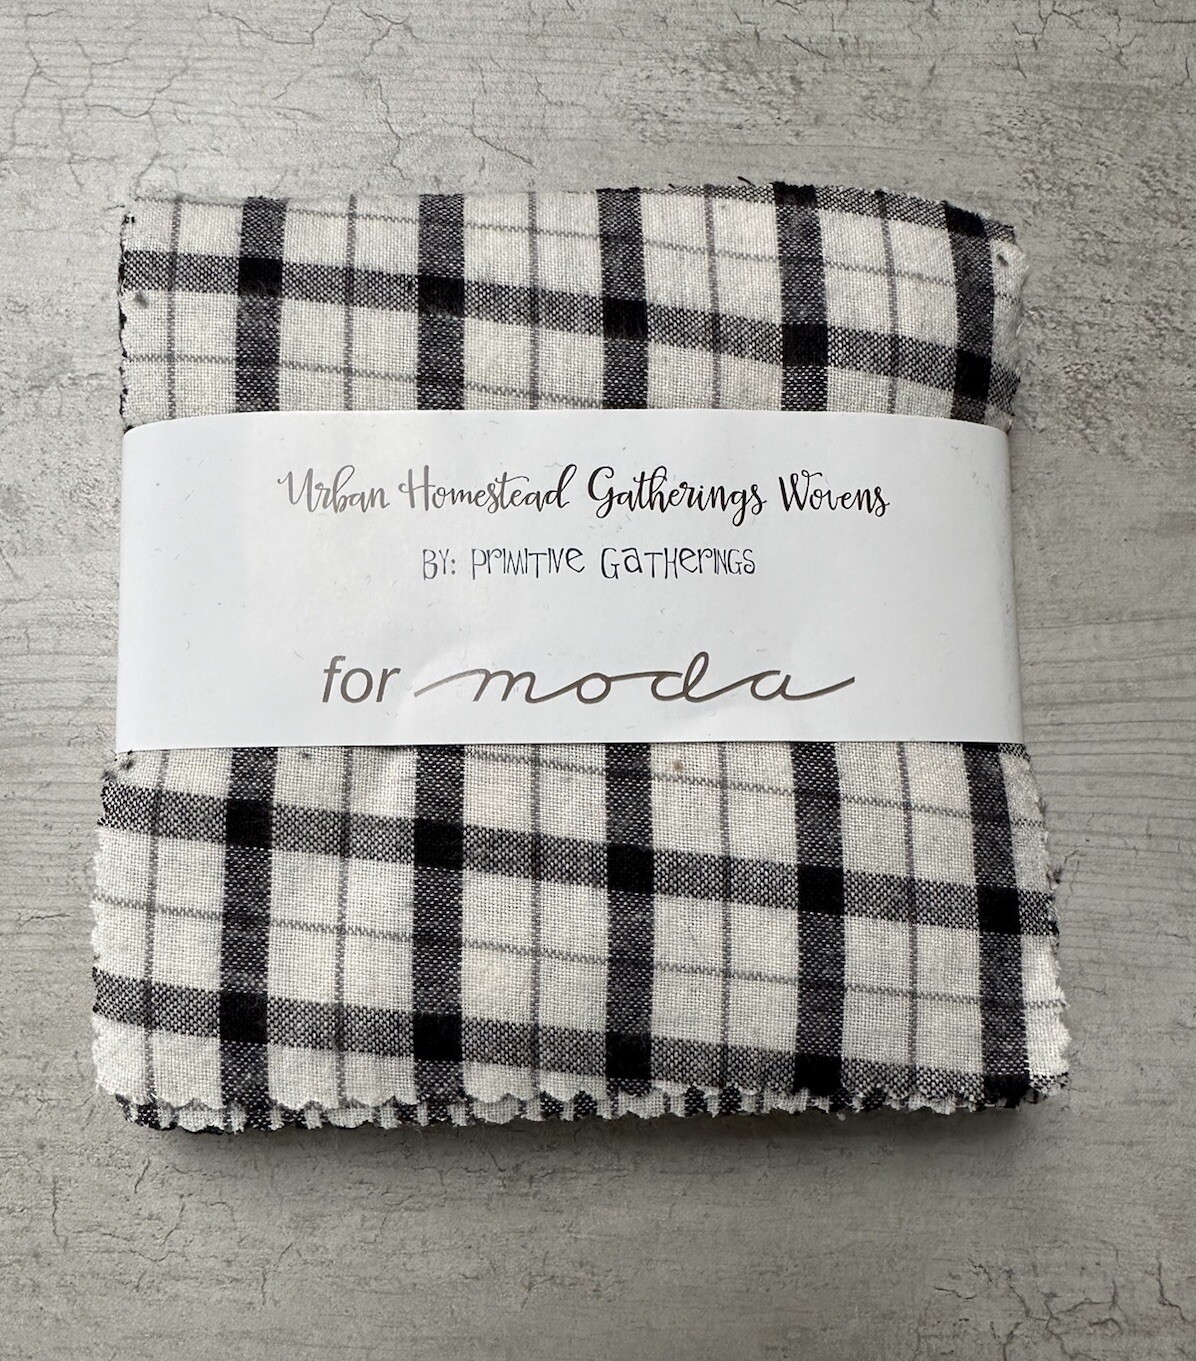 Urban Homestead Gatherings Wovens
BY: PRIMITIVE GATHERINGS
for moda